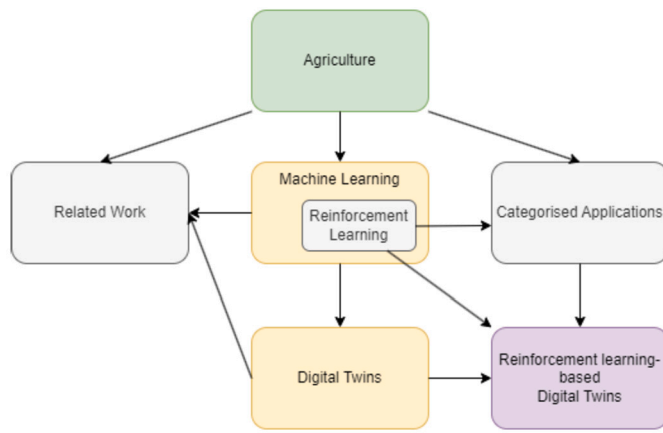 Agriculture
Related Work
Machine Learning
Reinforcement
Learning
Categorised Applications
Digital Twins
Reinforcement learning-
based
Digital Twins